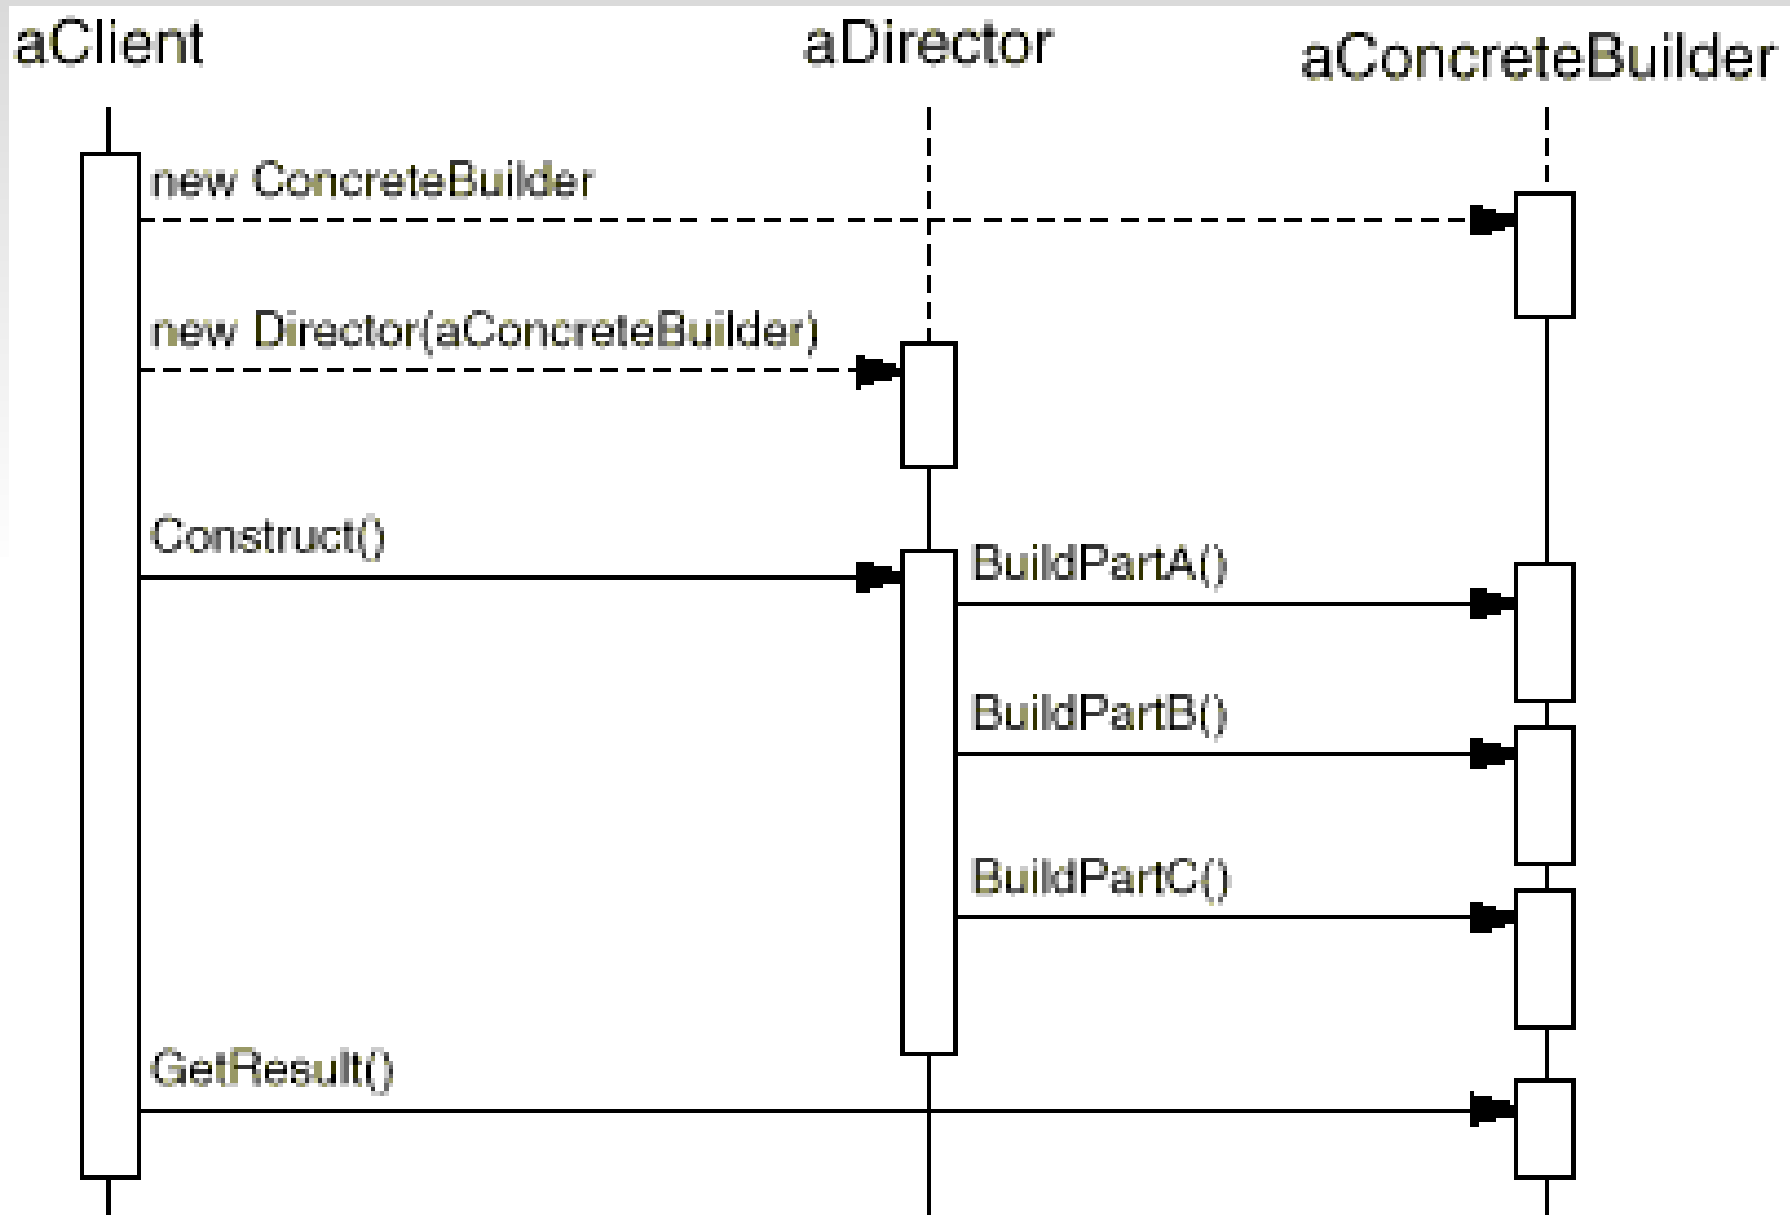 aClient
aDirector
aConcreteBuilder
new ConcreteBuilder
new Director(aConcreteBuilder)
Construct()
BuildPartA()
BuildPartB()
BuildPartC()
GetResult()